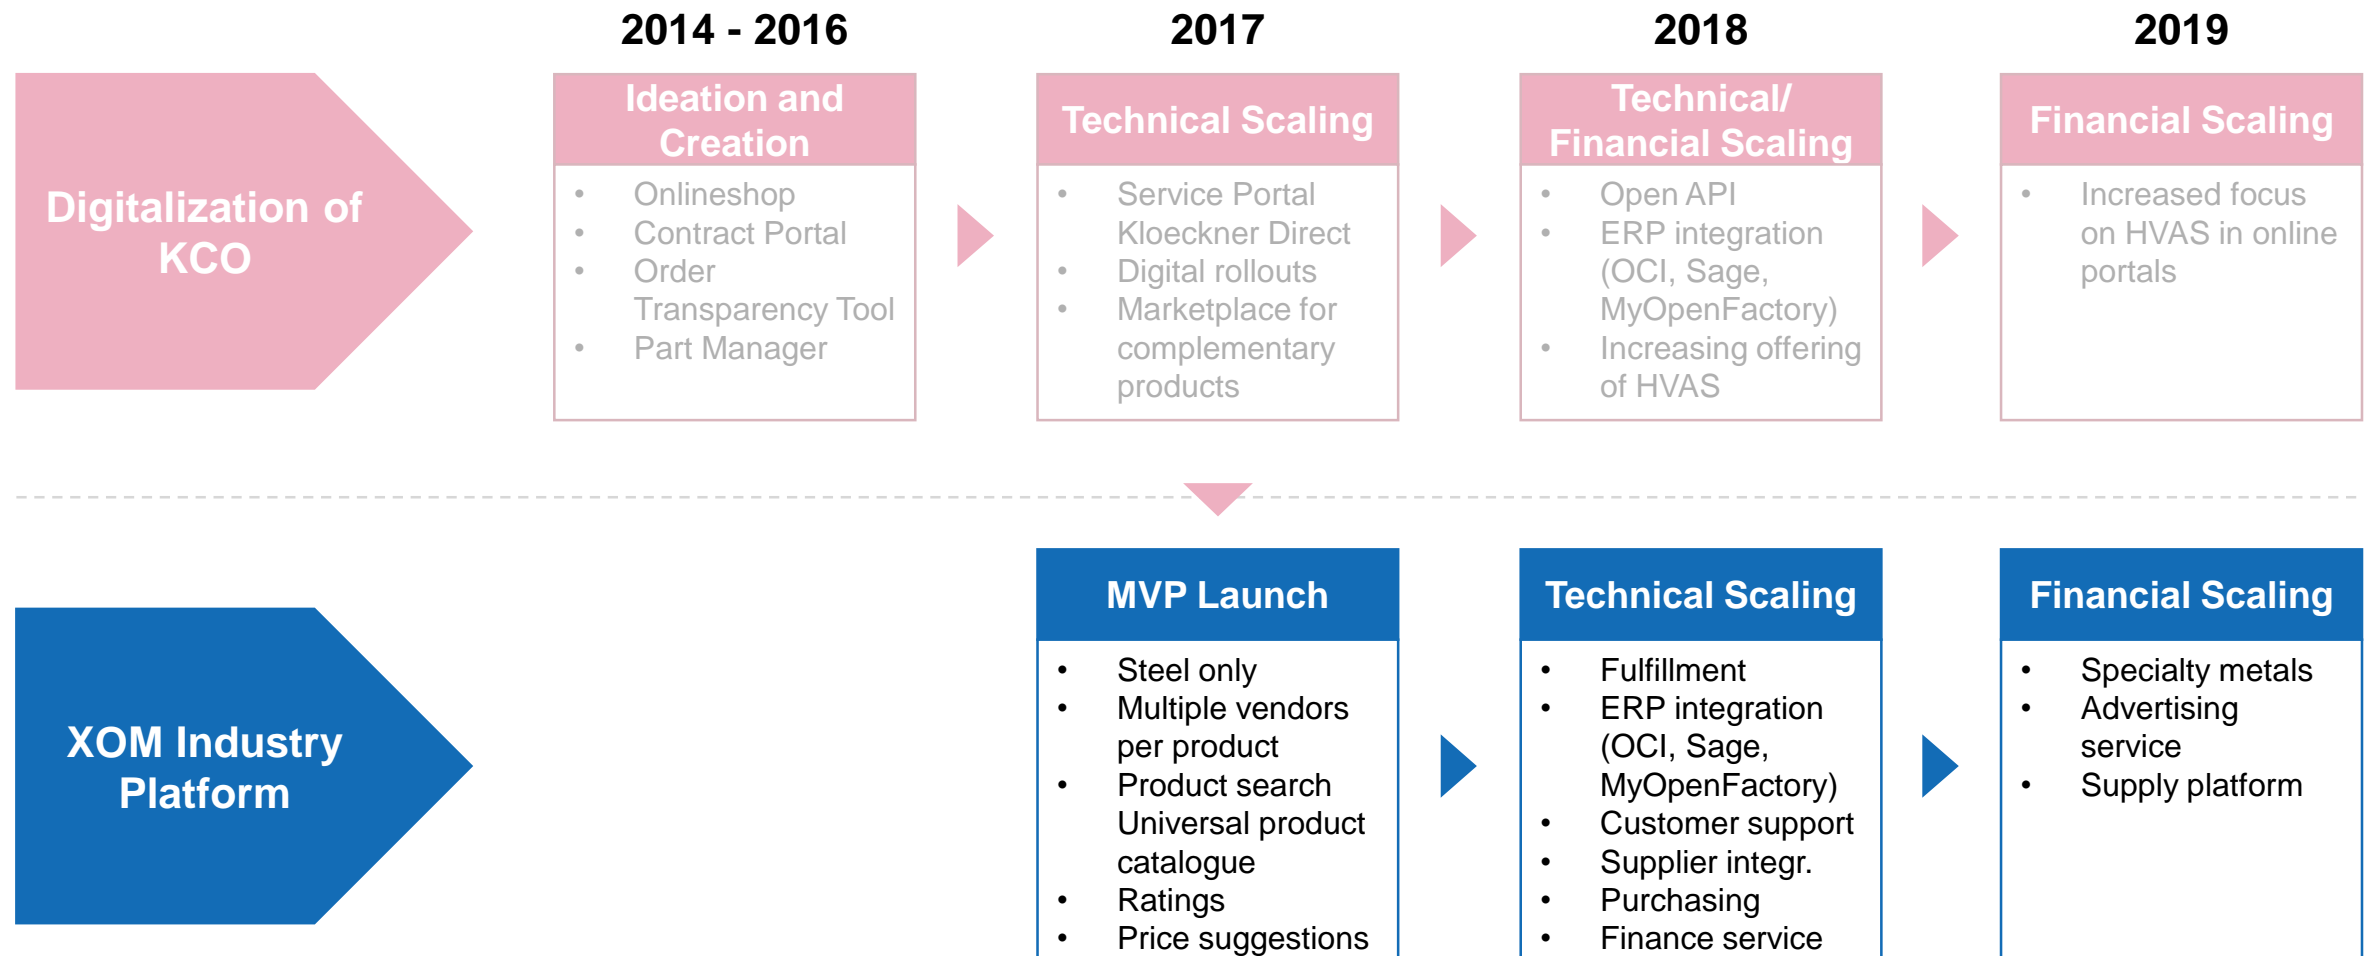 2014 - 2016
2017
2018
2019
Digitalization of
KCO
Ideation and
Creation
• Onlineshop
• Contract Portal
• Order
Transparency Tool
• Part Manager
Technical Scaling
• Service Portal
Kloeckner Direct
• Digital rollouts
• Marketplace for
complementary
products
Technical/
Financial Scaling
• Open API
• ERP integration
(OCI, Sage,
MyOpenFactory)
• Increasing offering
of HVAS
Financial Scaling
• Increased focus
on HVAS in online
portals
XOM Industry
Platform
MVP Launch
• Steel only
• Multiple vendors
per product
• Product search
Universal product
catalogue
• Ratings
• Price suggestions
Technical Scaling
• Fulfillment
• ERP integration
(OCI, Sage,
MyOpenFactory)
• Customer support
• Supplier integr.
• Purchasing
• Finance service
Financial Scaling
• Specialty metals
• Advertising
service
• Supply platform